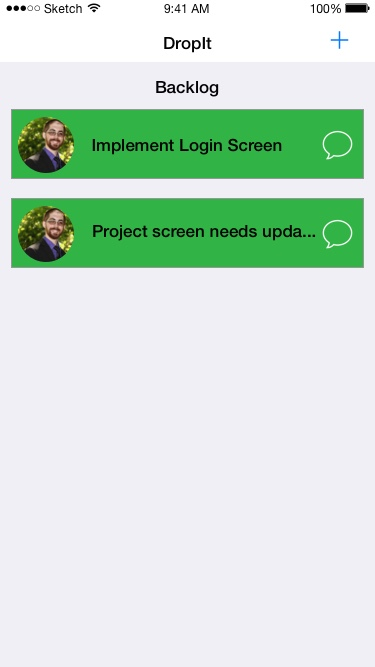 Sketch 9:41 AM 100%
DropIt
Backlog
Implement Login Screen
Project screen needs upda...